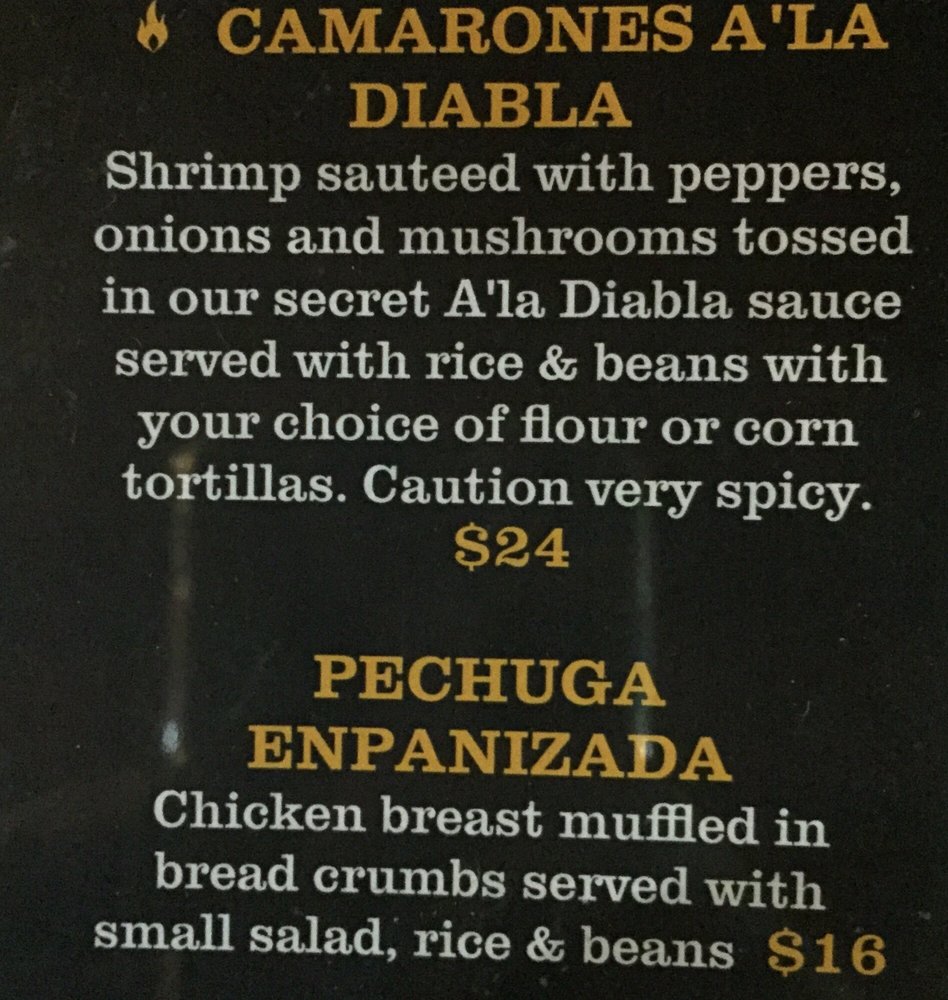 CAMARONES A'LA
DIABLA
Shrimp sauteed with peppers,
onions and mushrooms tossed
in our secret A'la Diabla sauce
served with rice & beans with
your choice of flour or corn
tortillas. Caution very spicy.
$24
PECHUGA
ENPANIZADA
Chicken breast muffled in
bread crumbs served with
small salad, rice & beans $16